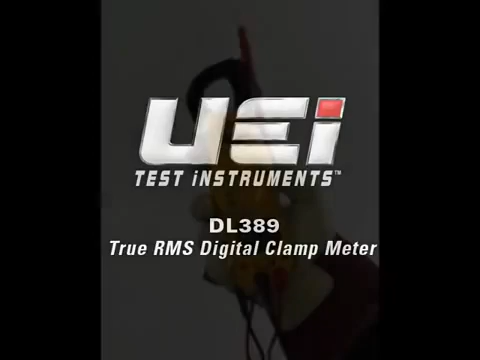 UEi
TEST iNSTRUMENTS™
DL389
True RMS Digital Clamp Meter